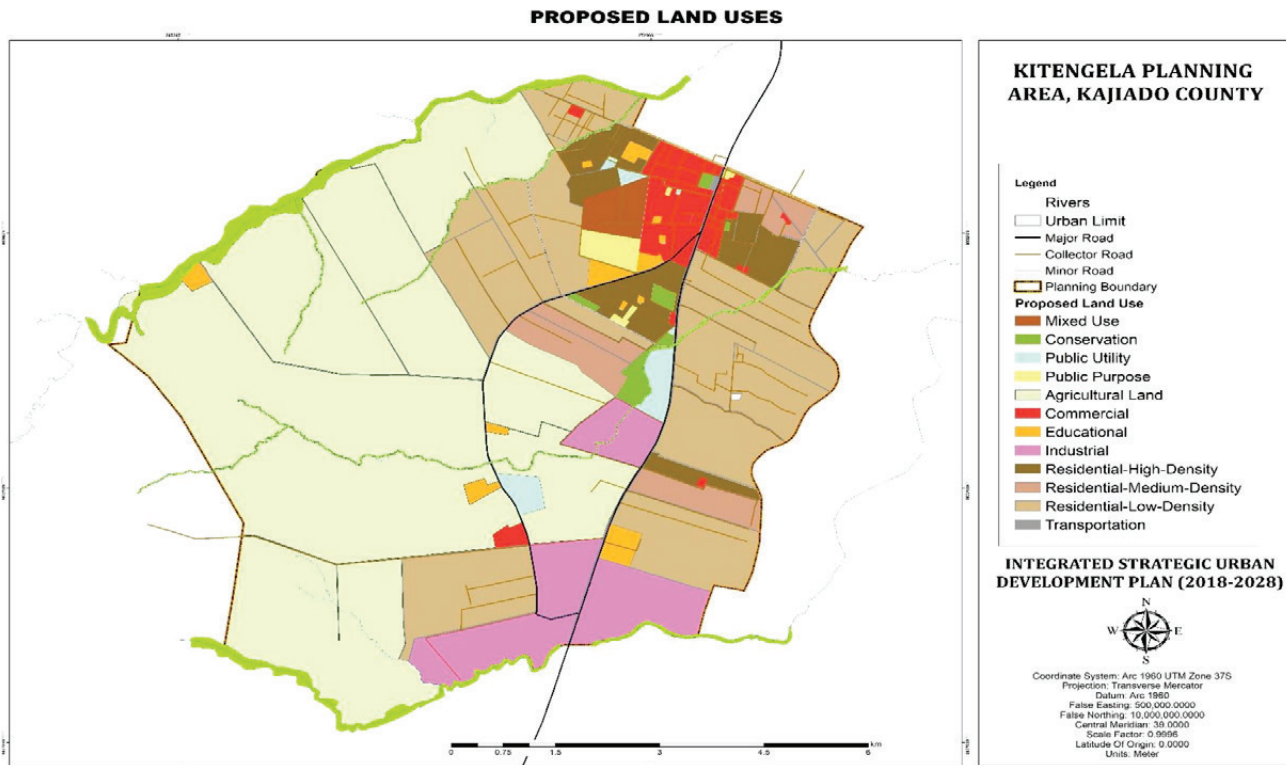 PROPOSED LAND USES
KITENGELA PLANNING
AREA, KAJIADO COUNTY
Legend
Rivers
Urban Limit
Major Road
Collector Road
Minor Road
Planning Boundary
Proposed Land Use
Mixed Use
Conservation
Public Utility
Public Purpose
Agricultural Land
Commercial
Educational
Industrial
Residential-High-Density
Residential-Medium-Density
Residential-Low-Density
Transportation
INTEGRATED STRATEGIC URBAN
DEVELOPMENT PLAN (2018-2028)
N
W E
S
Coordinate System: Arc 1960 UTM Zone 37S
Projection: Transverse Mercator
Datum: Arc 1960
False Easting: 500,000.0000
False Northing: 10,000,000.0000
Central Meridian: 39.0000
Scale Factor: 0.9996
Latitude Of Origin: 0.0000
Units: Meter
0 0.75 1.5 3 4.5 6
km